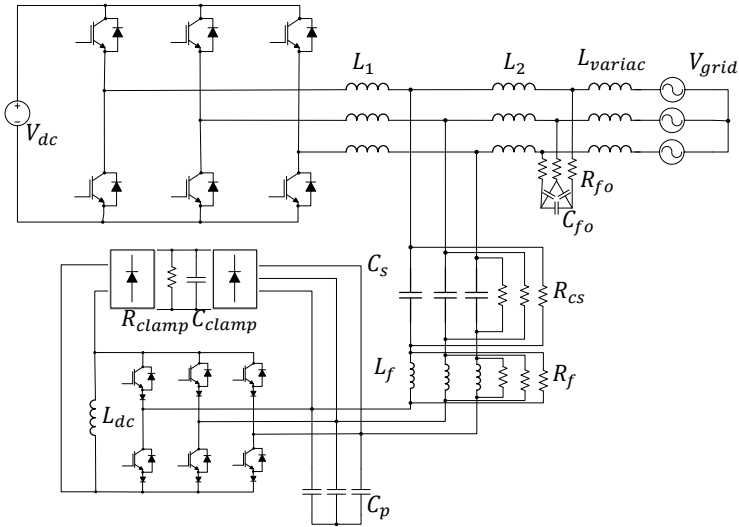 L1
L2
Lvariac
Vgrid
Vdc
Rfo
Cfo
Cs
Rcs
Rclamp
Cclamp
Lf
Rf
Ldc
Cp